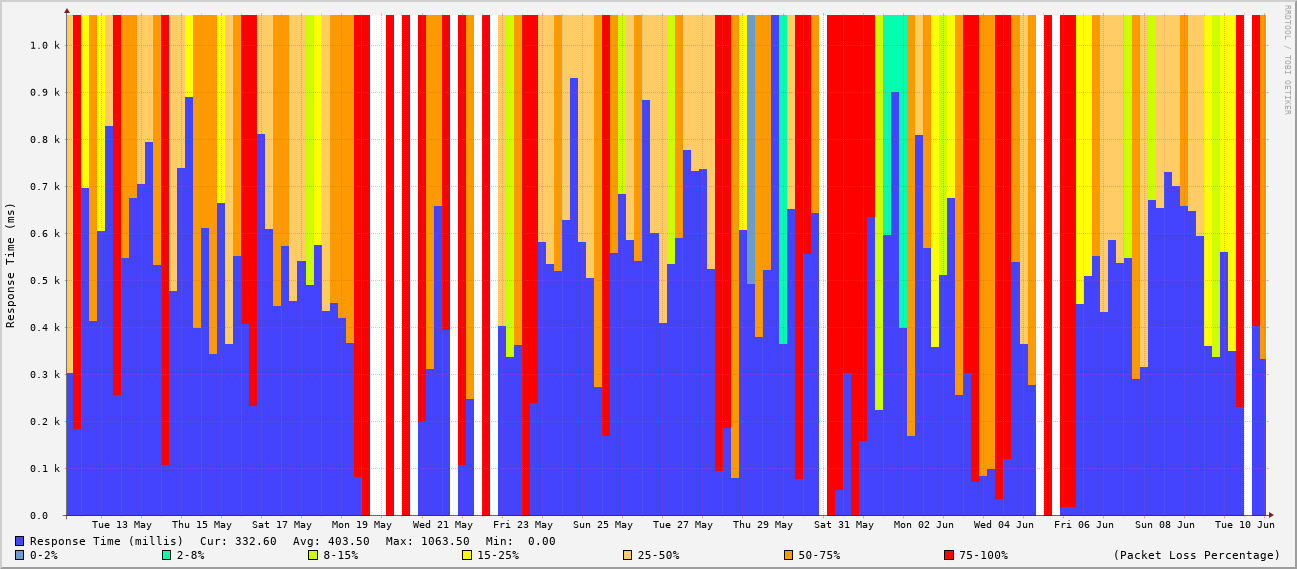 RRDTOOL / TOBI OETIKER
Response Time (ms)
1.0 k
0.9 k
0.8 k
0.7 k
0.6 k
0.5 k
0.4 k
0.3 k
0.2 k
0.1 k
0.0
Tue 13 May Thu 15 May Sat 17 May Mon 19 May Wed 21 May Fri 23 May Sun 25 May Tue 27 May Thu 29 May Sat 31 May Mon 02 Jun Wed 04 Jun Fri 06 Jun Sun 08 Jun Tue 10 Jun
Response Time (millis) Cur: 332.60 Avg: 403.50 Max: 1063.50 Min: 0.00
0-2% 2-8% 8-15% 15-25% 25-50% 50-75% 75-100% (Packet Loss Percentage)